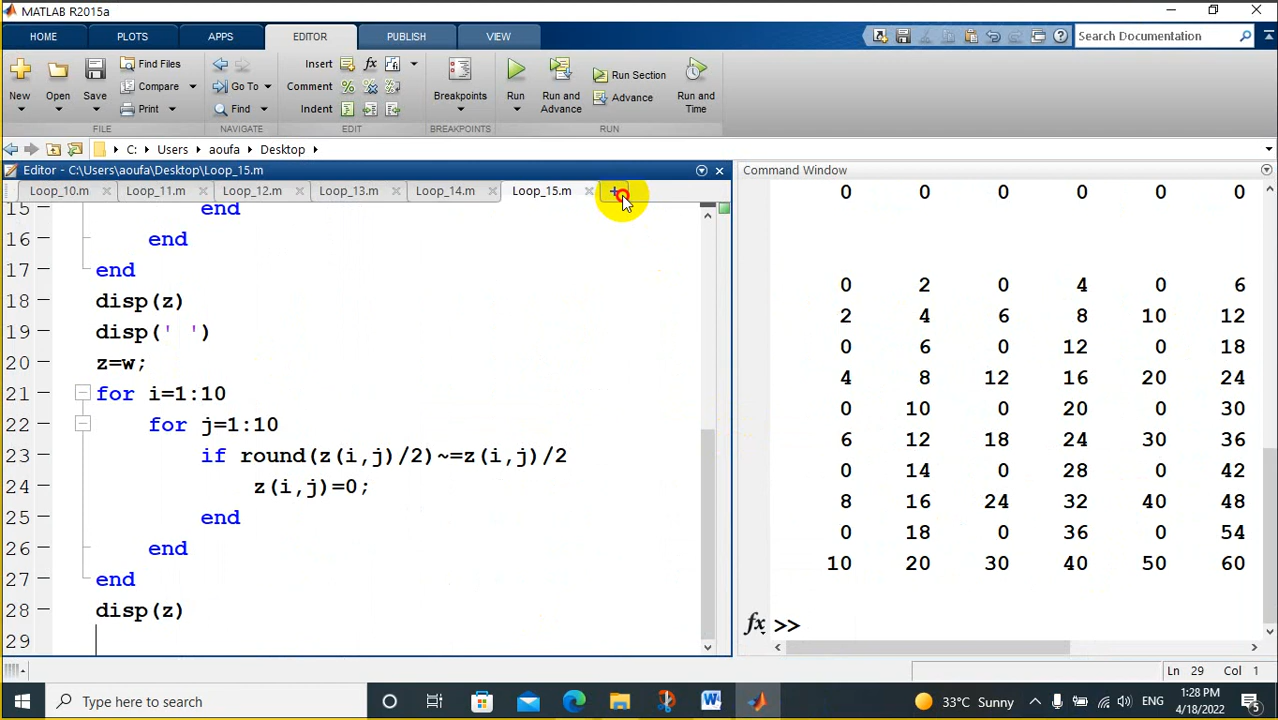 MATLAB R2015a
HOME PLOTS APPS EDITOR PUBLISH VIEW Search Documentation
Find Files Insert fx
Compare Go To Comment Run Section
New Open Save Breakpoints Run Run and Advance Advance Run and Time
Print Find Indent
FILE NAVIGATE EDIT BREAKPOINTS RUN
C: Users aoufa Desktop
Editor - C:\Users\aoufa\Desktop\Loop_15.m
Command Window
Loop_10.m Loop_11.m Loop_12.m Loop_13.m Loop_14.m Loop_15.m
15 end
16 end
17 end
18 disp(z)
19 disp(' ')
20 z=w;
21 for i=1:10
22 for j=1:10
23 if round(z(i,j)/2)~=z(i,j)/2
24 z(i,j)=0;
25 end
26 end
27 end
28 disp(z)
29
0 0 0 0 0 0
0 2 0 4 0 6
2 4 6 8 10 12
0 6 0 12 0 18
4 8 12 16 20 24
0 10 0 20 0 30
6 12 18 24 30 36
0 14 0 28 0 42
8 16 24 32 40 48
0 18 0 36 0 54
10 20 30 40 50 60
fx >>
Ln 29 Col 1
Type here to search
33°C Sunny
ENG
1:28 PM
4/18/2022
5